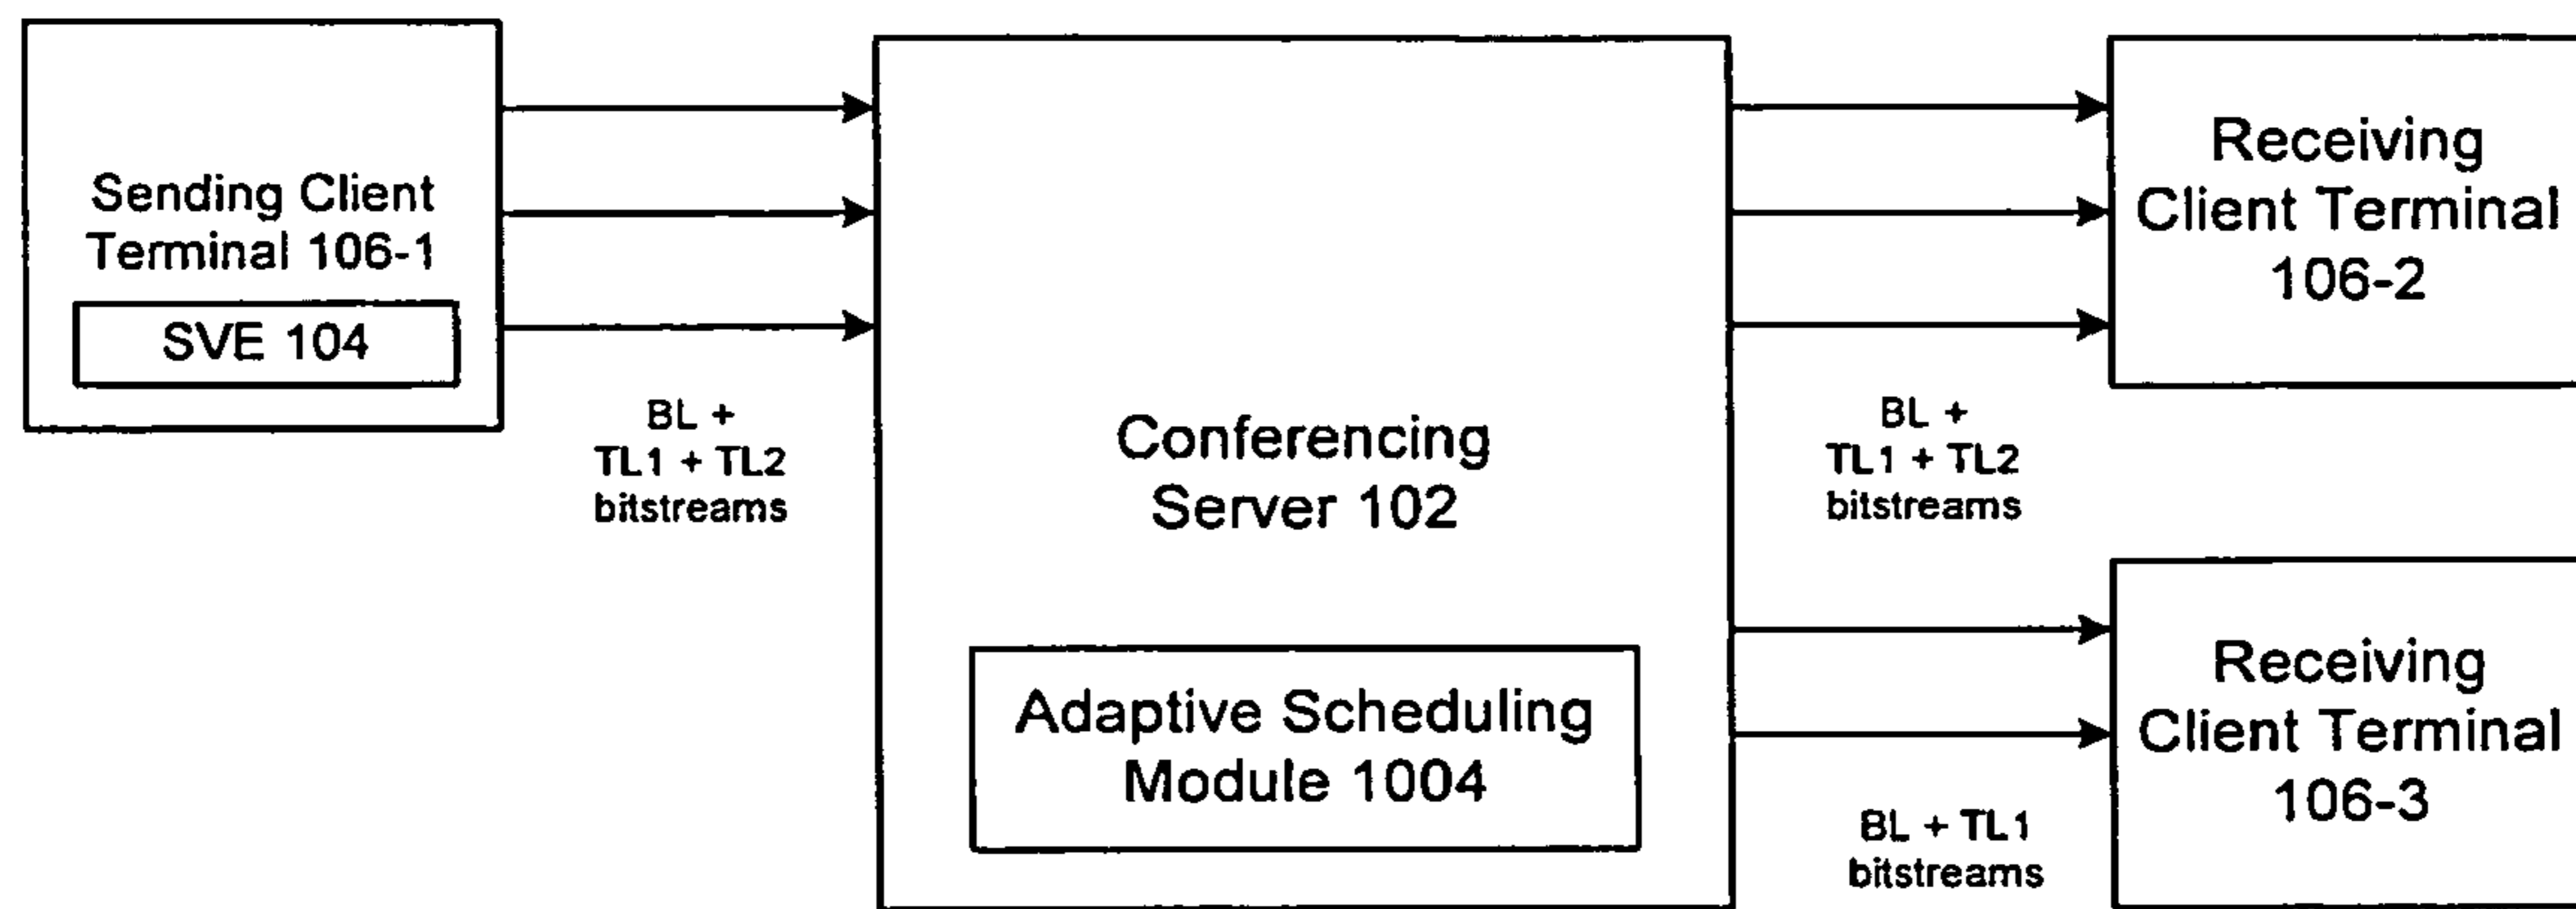 Sending Client
Terminal 106-1
SVE 104
BL +
TL1 + TL2
bitstreams
Conferencing
Server 102
Adaptive Scheduling
Module 1004
BL +
TL1 + TL2
bitstreams
Receiving
Client Terminal
106-2
BL + TL1
bitstreams
Receiving
Client Terminal
106-3